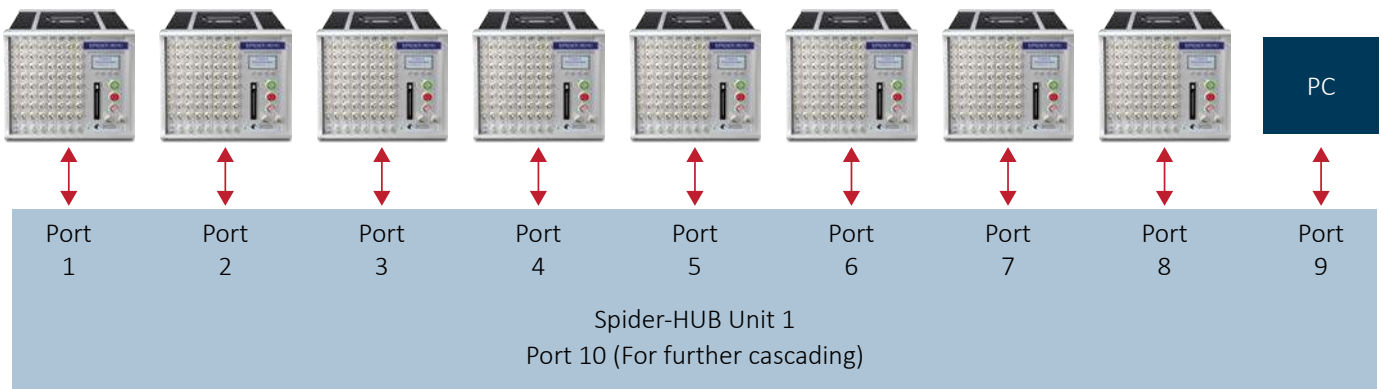 PC
Port Port Port Port Port Port Port Port Port
1 2 3 4 5 6 7 8 9
Spider-HUB Unit 1
Port 10 (For further cascading)